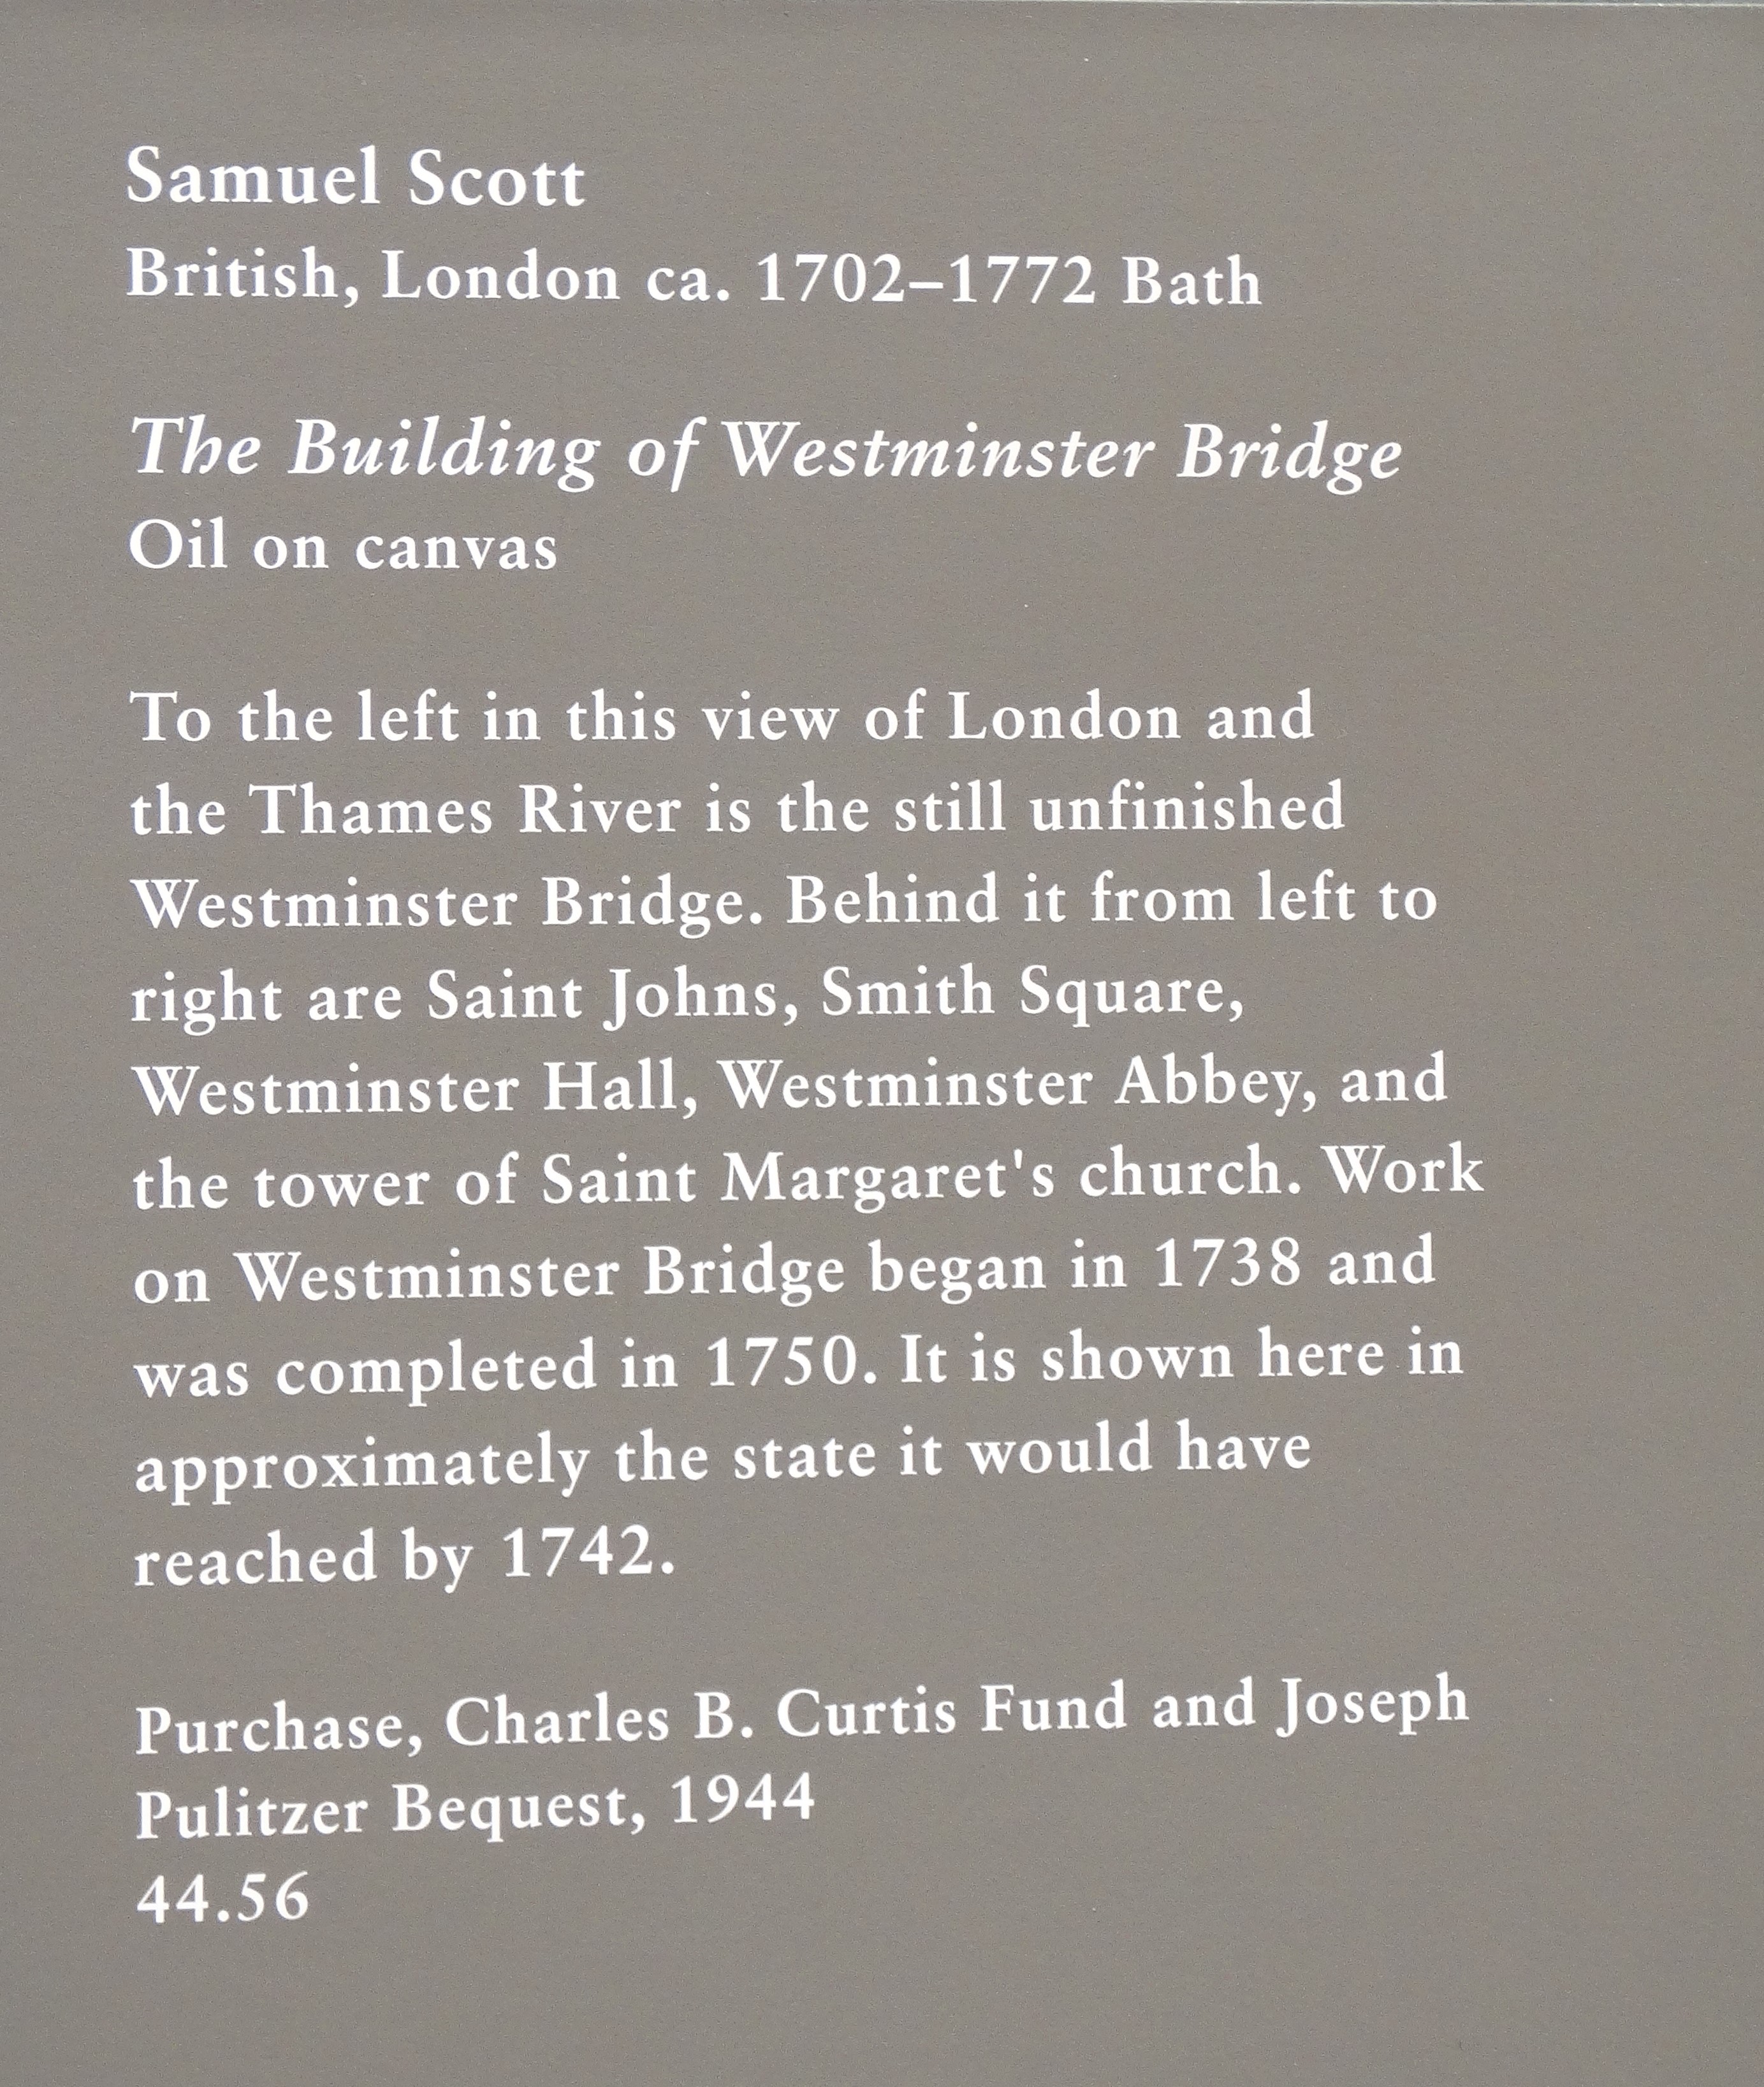 Samuel Scott
British, London ca. 1702–1772 Bath
The Building of Westminster Bridge
Oil on canvas
To the left in this view of London and
the Thames River is the still unfinished
Westminster Bridge. Behind it from left to
right are Saint Johns, Smith Square,
Westminster Hall, Westminster Abbey, and
the tower of Saint Margaret's church. Work
on Westminster Bridge began in 1738 and
was completed in 1750. It is shown here in
approximately the state it would have
reached by 1742.
Purchase, Charles B. Curtis Fund and Joseph
Pulitzer Bequest, 1944
44.56